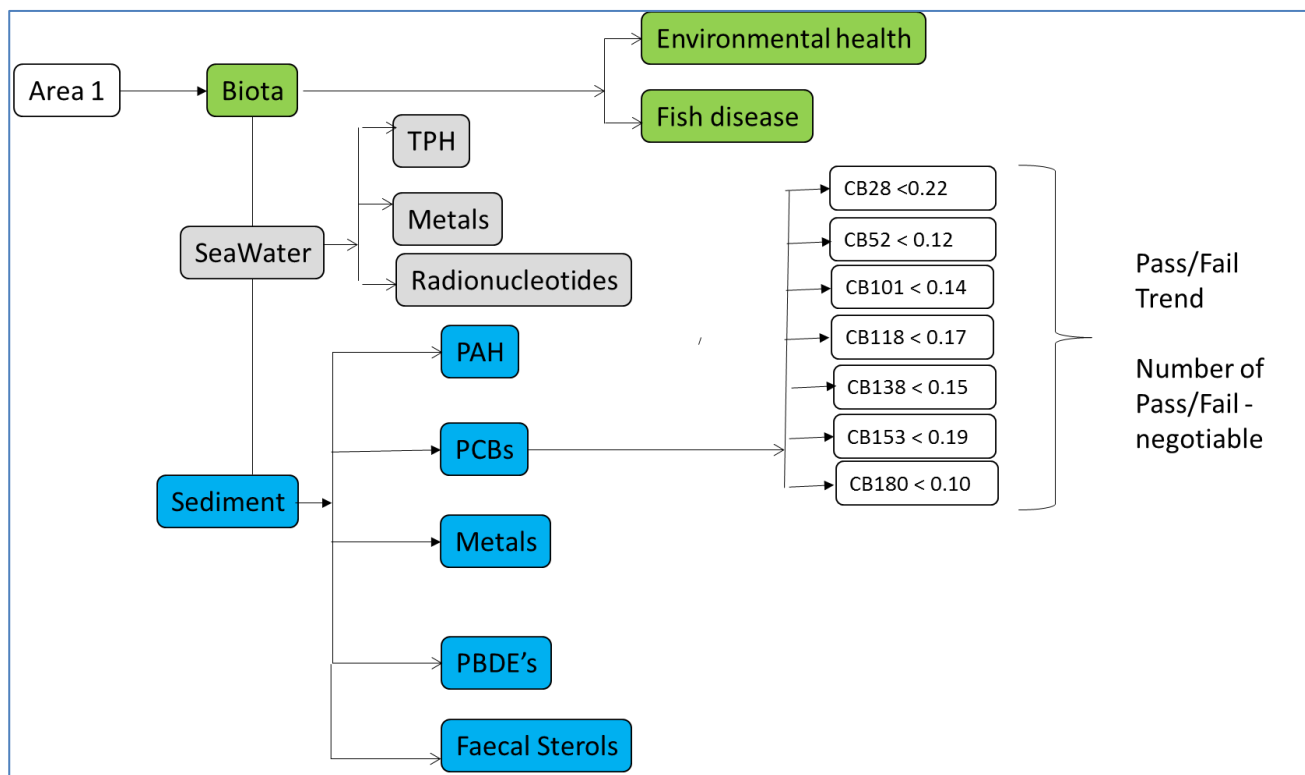 Environmental health
Area 1
Biota
Fish disease
TPH
Metals
SeaWater
Radionucleotides
CB28 <0.22
CB52 < 0.12
CB101 < 0.14
CB118 < 0.17
CB138 < 0.15
CB153 < 0.19
CB180 < 0.10
Pass/Fail
Trend
Number of
Pass/Fail -
negotiable
PAH
PCBs
Sediment
Metals
PBDE’s
Faecal Sterols